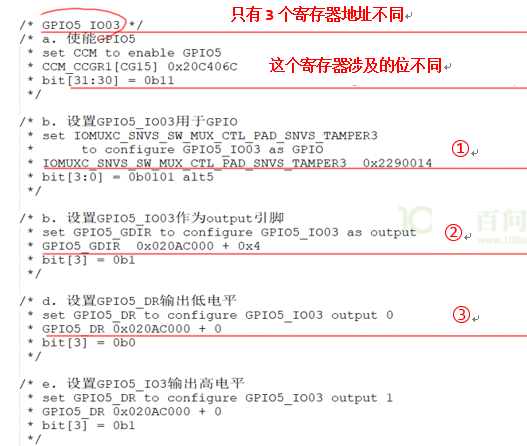 只有 3 个寄存器地址不同
/* GPIO5_IO03 */
/* a. 使能GPIO5
* set CCM to enable GPIO5
* CCM_CCGR1[CG15] 0x20C406C
这个寄存器涉及的位不同
* bit[31:30] = 0b11
*/
/* b. 设置GPIO5_IO03用于GPIO
* set IOMUXC_SNVS_SW_MUX_CTL_PAD_SNVS_TAMPER3
to configure GPIO5_IO03 as GPIO
①
* IOMUXC_SNVS_SW_MUX_CTL_PAD_SNVS_TAMPER3 0x2290014
* bit[3:0] = 0b0101 alt5
*/
/* b. 设置GPIO5_IO03作为output引脚
* set GPIO5_GDIR to configure GPIO5_IO03 as output
②
* GPIO5_GDIR 0x020AC000 + 0x4
* bit[3] = 0b1
*/
百问
www.100as
/* d. 设置GPIO5_DR输出低电平
* set GPIO5_DR to configure GPIO5_IO03 output 0
③
* GPIO5_DR 0x020AC000 + 0
* bit[3] = 0b0
*/
/* e. 设置GPIO5_IO3输出高电平
* set GPIO5_DR to configure GPIO5_IO03 output 1
* GPIO5_DR 0x020AC000 + 0
* bit[3] = 0b1
*/